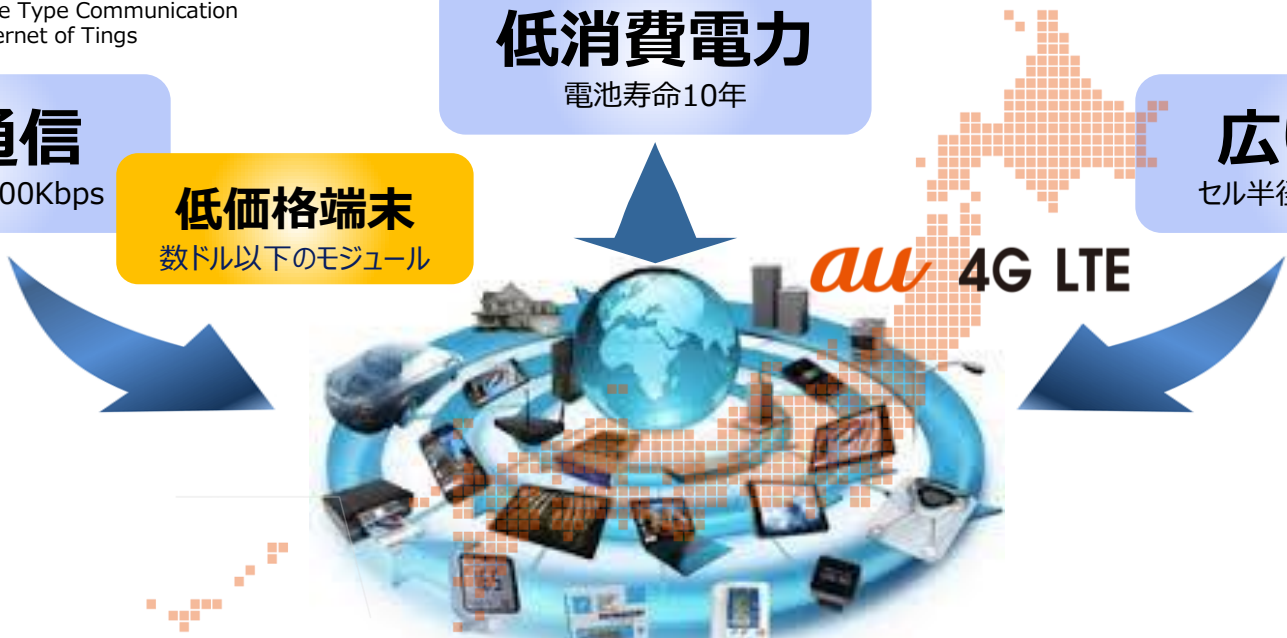 e Type Communication
ernet of Tings
低消費電力
電池寿命10年
通信
00Kbps
低価格端末
数ドル以下のモジュール
広
セル半径
au 4G LTE